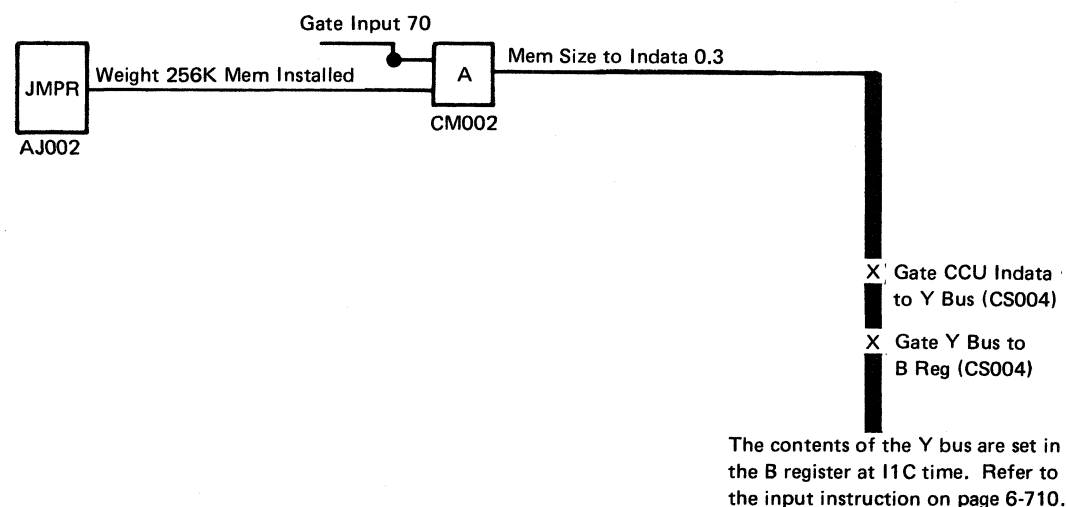 Gate Input 70
JMPR
Weight 256K Mem Installed
A
Mem Size to Indata 0.3
AJ002
CM002
X Gate CCU Indata
to Y Bus (CS004)
X Gate Y Bus to
B Reg (CS004)
The contents of the Y bus are set in
the B register at I1C time. Refer to
the input instruction on page 6-710.